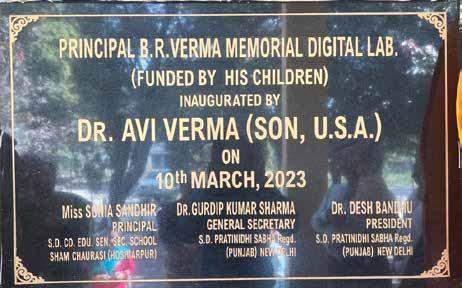 PRINCIPAL B.R. VERMA MEMORIAL DIGITAL LAB.
(FUNDED BY HIS CHILDREN)
INAUGURATED BY
DR. AVI VERMA (SON, U.S.A.)
ON
10th MARCH, 2023
Miss SONIA SANDHIR
PRINCIPAL
S.D. CO. EDU. SEN. SEC. SCHOOL
SHAM CHAURASI (HOSHIARPUR)
DR. GURDIP KUMAR SHARMA
GENERAL SECRETARY
S.D. PRATINIDHI SABHA Regd.
(PUNJAB) NEW DELHI
DR. DESH BANDHU
PRESIDENT
S.D. PRATINIDHI SABHA Regd.
(PUNJAB) NEW DELHI